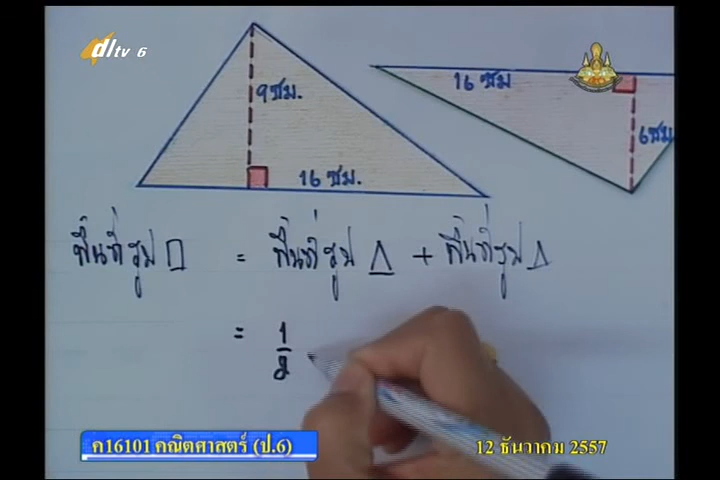 dltv 6
9 ซม.
16 ซม.
16 ซม.
6 ซม
พื้นที่รูป □ = พื้นที่รูป △ + พื้นที่รูป △
= 1/2
ค16101 คณิตศาสตร์ (ป.6)
12 ธันวาคม 2557